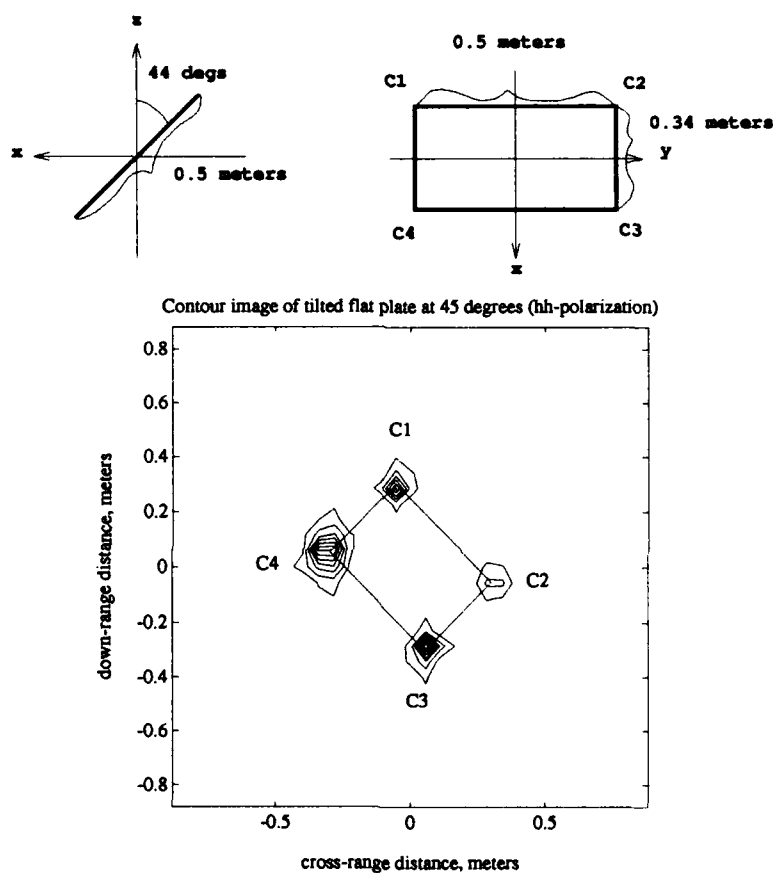 z
44 degs
x
0.5 meters
0.5 meters
C1
C2
0.34 meters
y
C4
C3
x
Contour image of tilted flat plate at 45 degrees (hh-polarization)
0.8
0.6
0.4
0.2
0
-0.2
-0.4
-0.6
-0.8
down-range distance, meters
C1
C4
C2
C3
-0.5
0
0.5
cross-range distance, meters